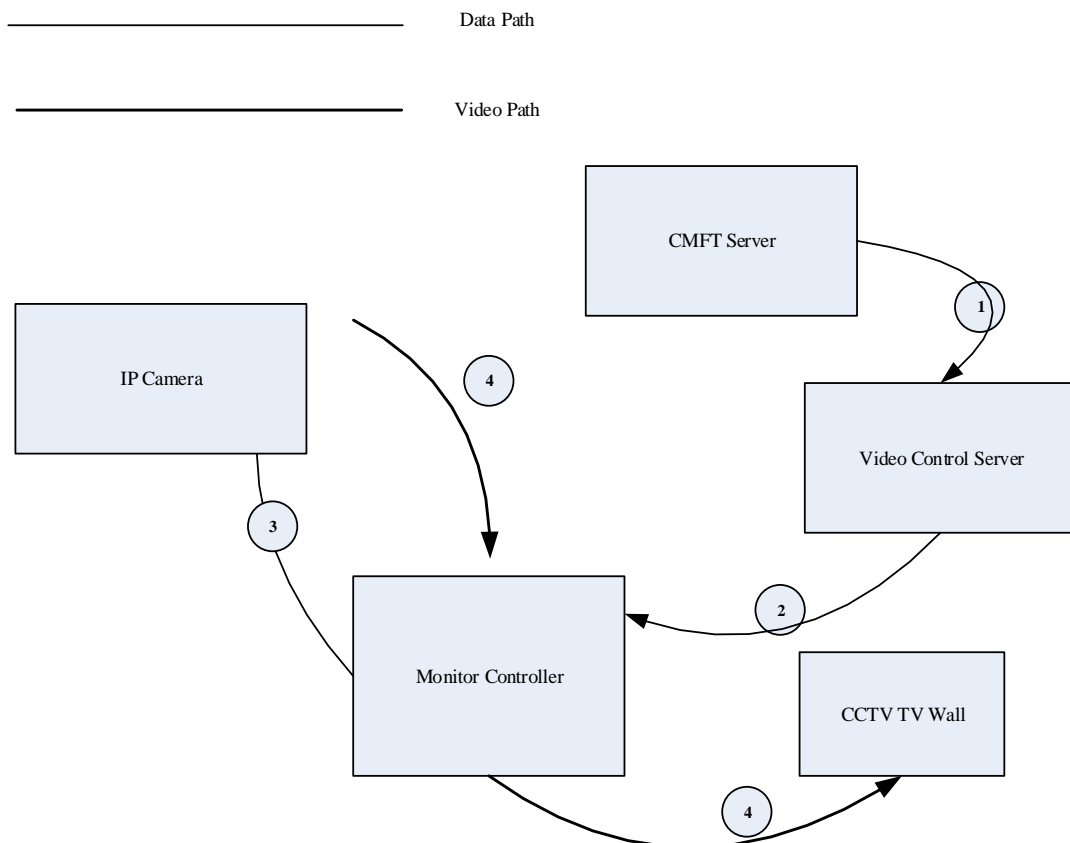 Data Path
Video Path
CMFT Server
1
IP Camera
4
Video Control Server
3
2
Monitor Controller
CCTV TV Wall
4